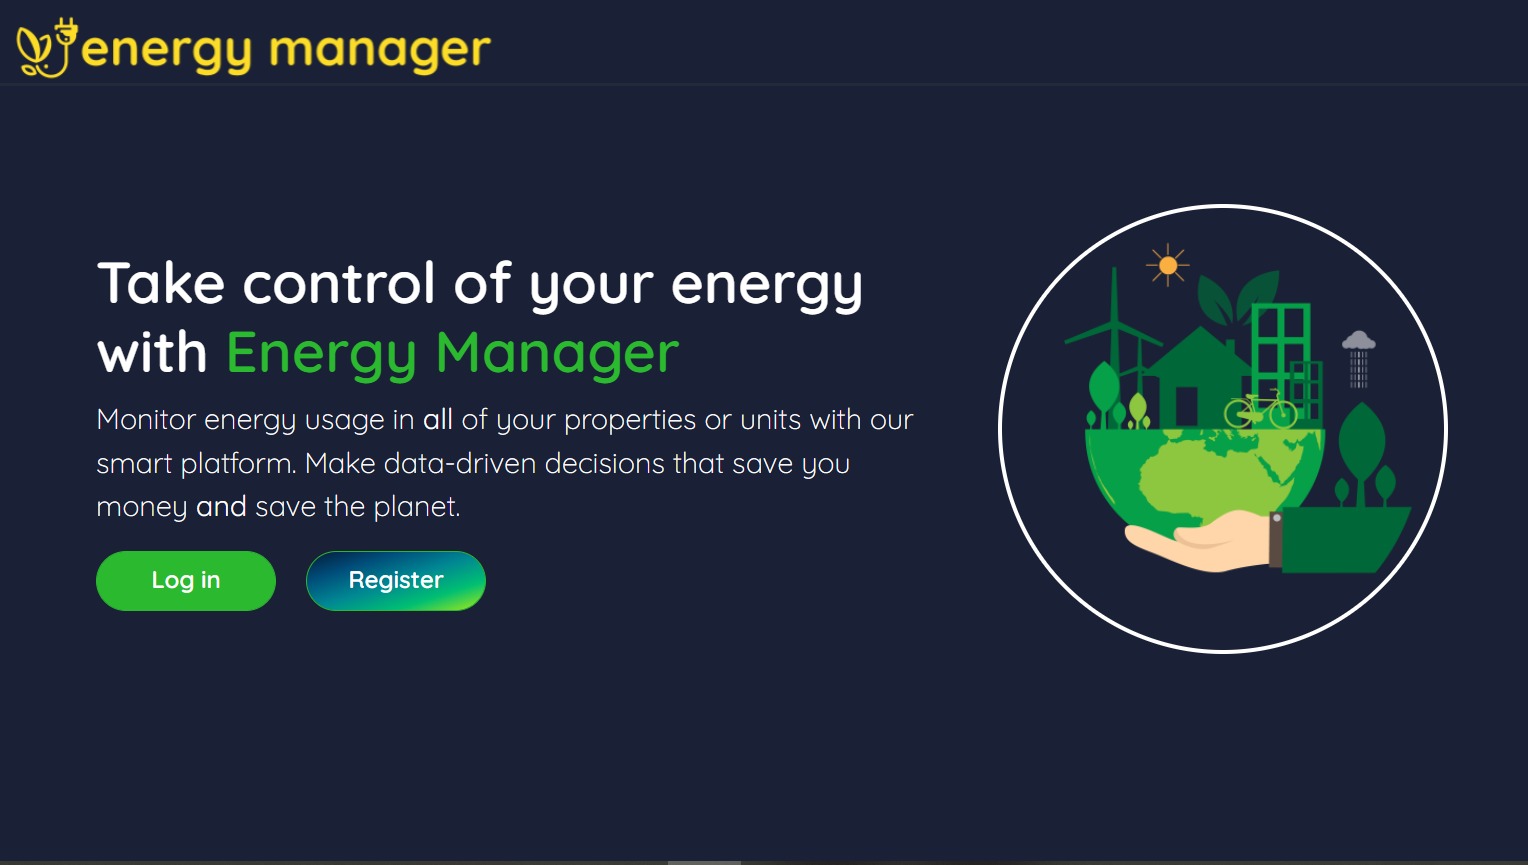 energy manager
Take control of your energy
with Energy Manager
Monitor energy usage in all of your properties or units with our
smart platform. Make data-driven decisions that save you
money and save the planet.
Log in
Register